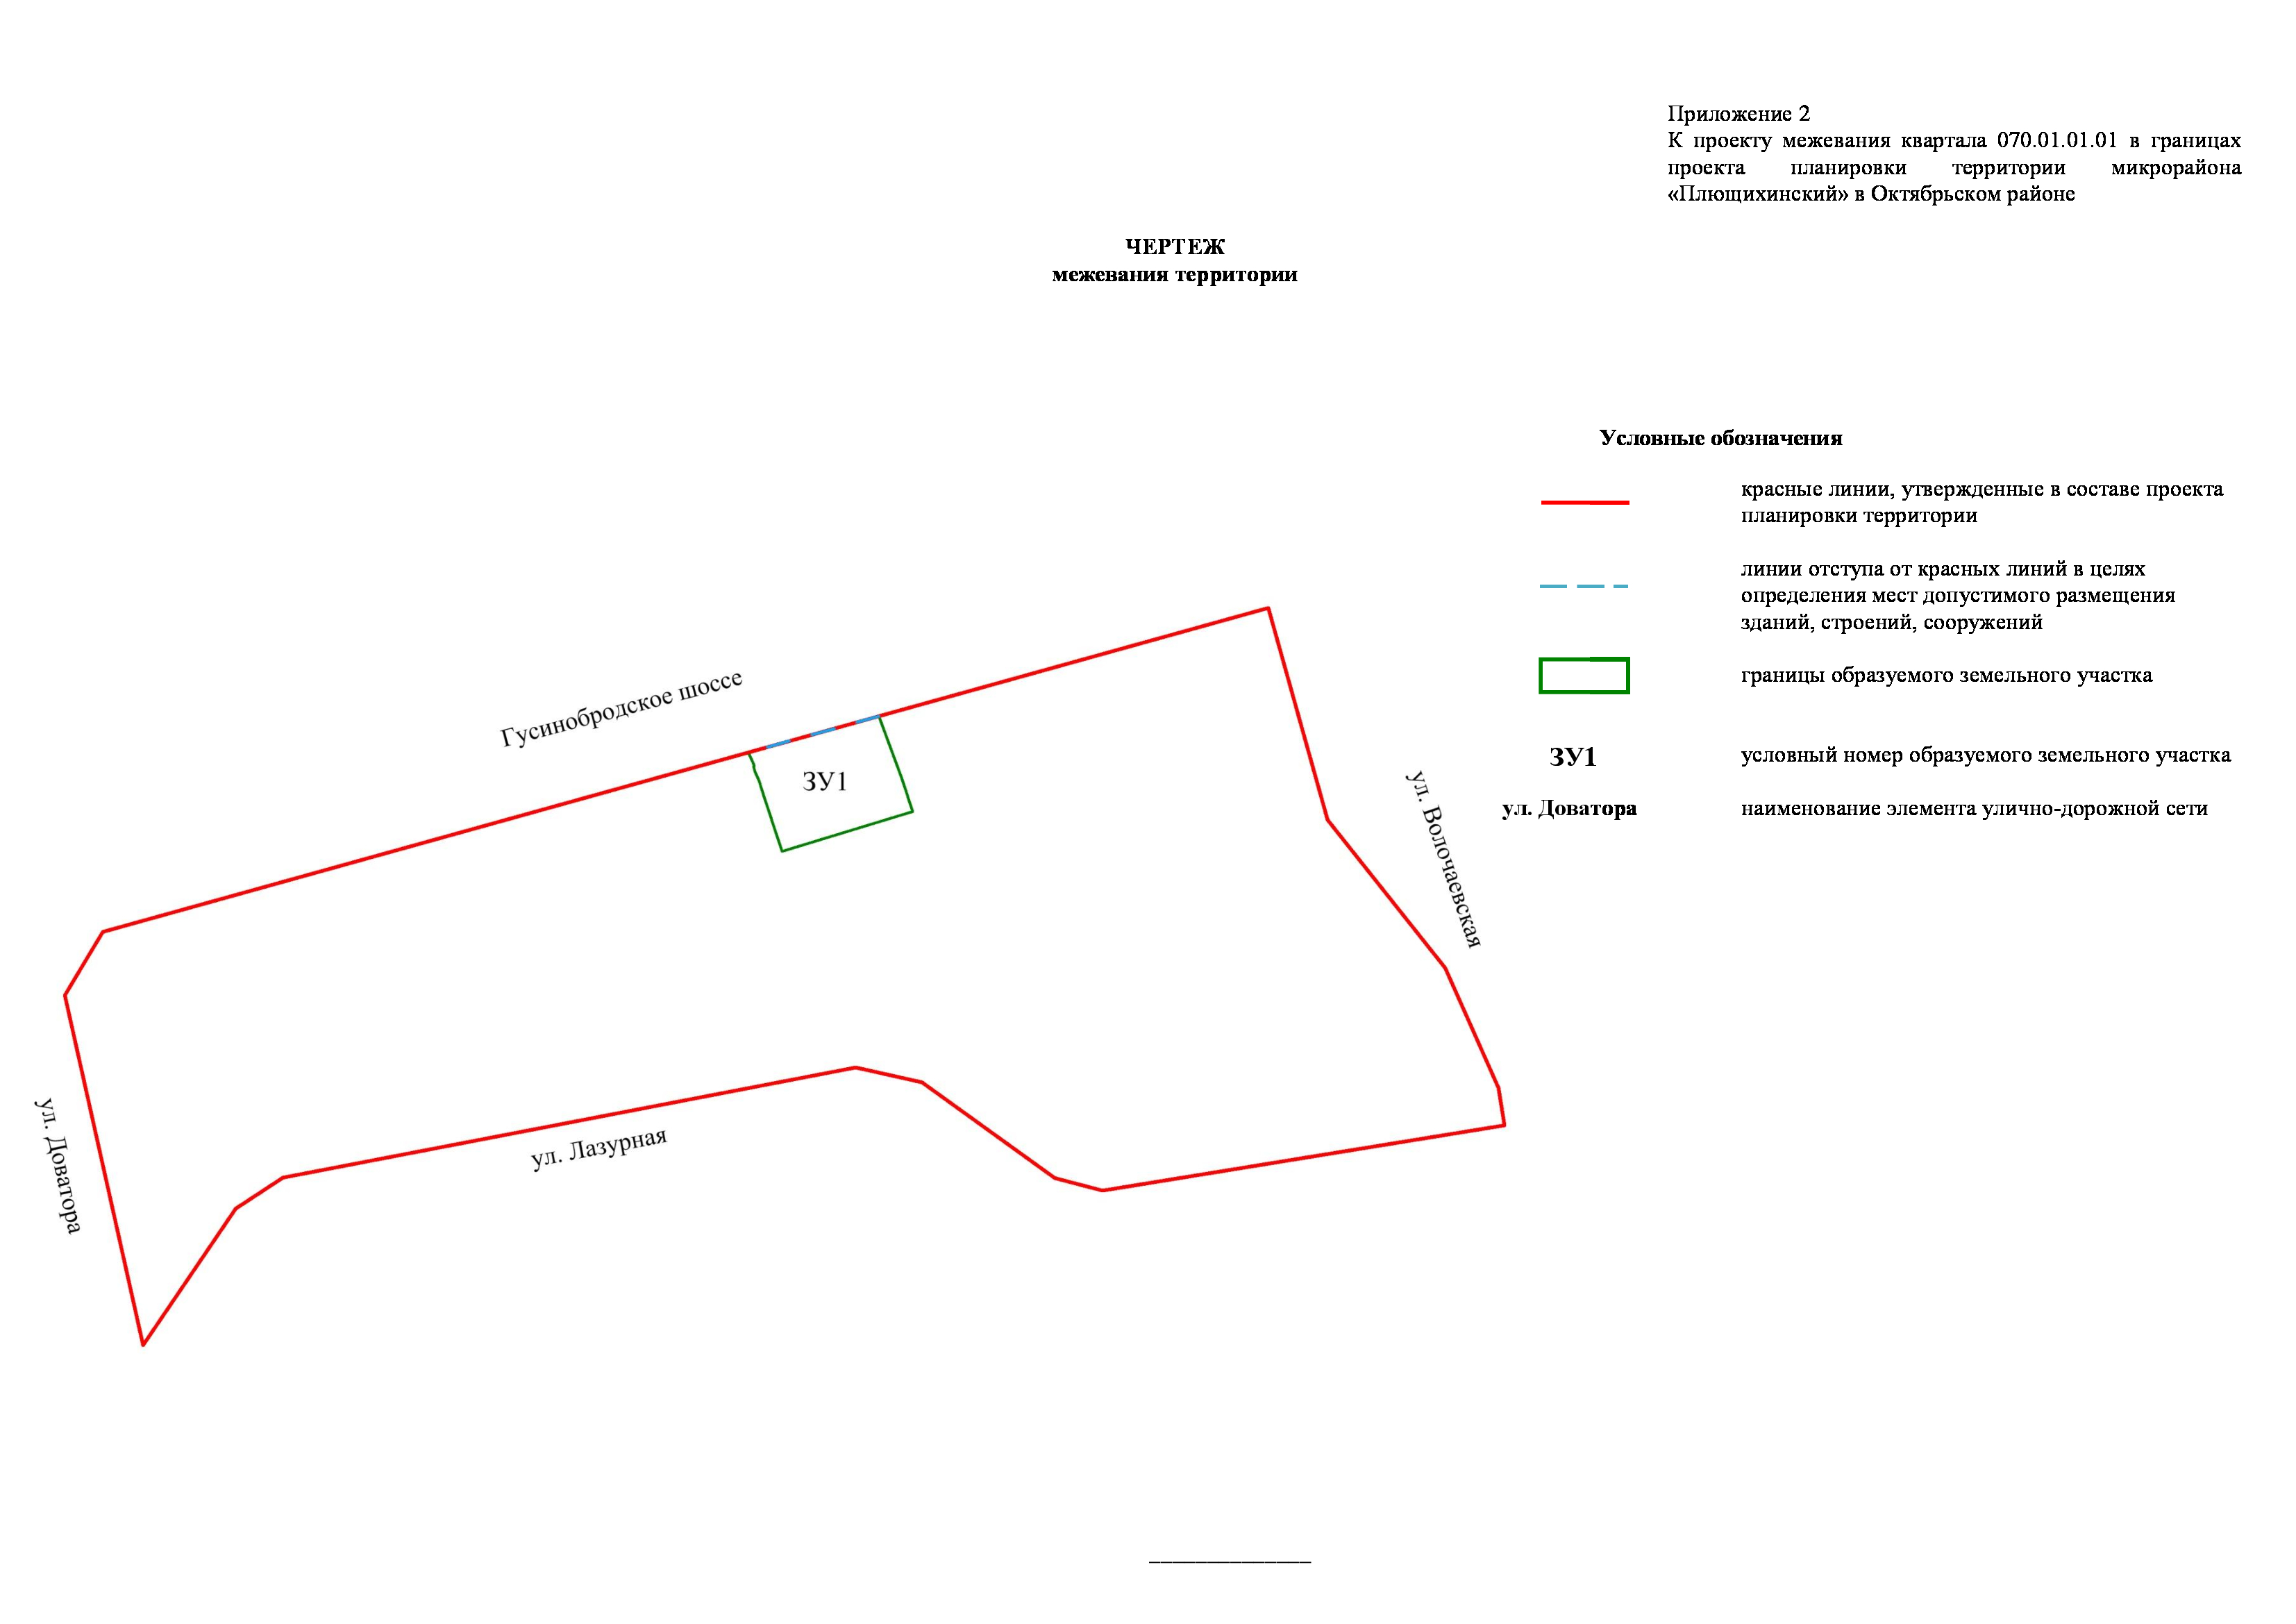 Приложение 2
К проекту межевания квартала 070.01.01.01 в границах
проекта планировки территории микрорайона
«Плющихинский» в Октябрьском районе
ЧЕРТЕЖ
межевания территории
Условные обозначения
красные линии, утвержденные в составе проекта
планировки территории
линии отступа от красных линий в целях
определения мест допустимого размещения
зданий, строений, сооружений
границы образуемого земельного участка
ЗУ1 условный номер образуемого земельного участка
ул. Доватора наименование элемента улично-дорожной сети
Гусинобродское шоссе
ЗУ1
ул. Волочаевская
ул. Доватора
ул. Лазурная